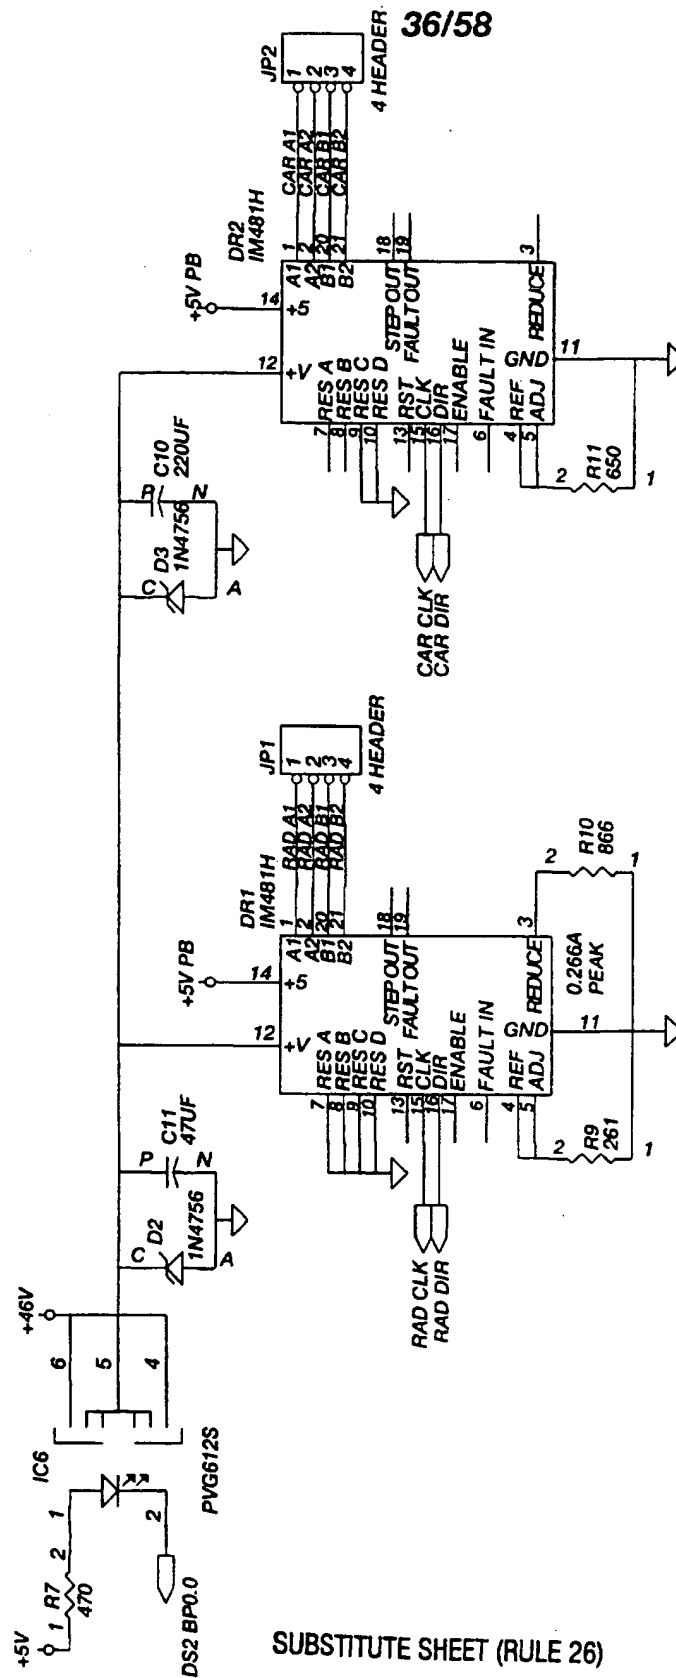 36/58
+5V
1
R7
470
2
1
2
DS2 BP0.0
IC6
PVG612S
6
5
4
+46V
C
D2
1N4756
A
P
C11
47UF
N
+5V PB
14
12
DR1
IM481H
+5
+V
1
2
20
21
A1
A2
B1
B2
RAD A1
RAD A2
RAD B1
RAD B2
JP1
1
2
3
4
4 HEADER
RES A
RES B
RES C
RES D
7
8
9
10
STEP OUT
FAULT OUT
18
19
RST
CLK
DIR
ENABLE
13
15
16
17
FAULT IN
6
REF
ADJ
4
5
GND
11
REDUCE
3
RAD CLK
RAD DIR
2
R9
261
1
0.266A
PEAK
2
R10
866
1
C
D3
1N4756
A
P
C10
220UF
N
+5V PB
14
12
DR2
IM481H
+5
+V
1
2
20
21
A1
A2
B1
B2
CAR A1
CAR A2
CAR B1
CAR B2
JP2
1
2
3
4
4 HEADER
RES A
RES B
RES C
RES D
7
8
9
10
STEP OUT
FAULT OUT
18
19
RST
CLK
DIR
ENABLE
13
15
16
17
FAULT IN
6
REF
ADJ
4
5
GND
11
REDUCE
3
CAR CLK
CAR DIR
2
R11
650
1
SUBSTITUTE SHEET (RULE 26)